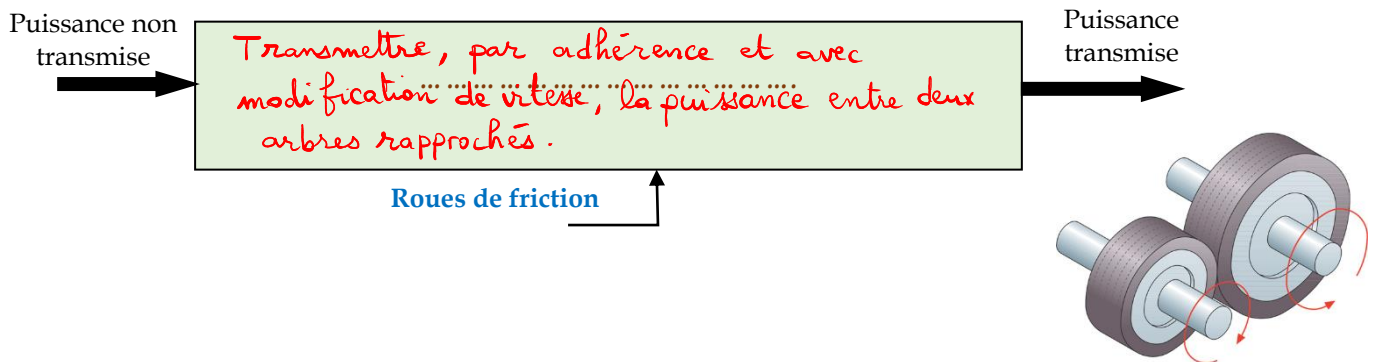 Puissance non
transmise
Transmettre, par adhérence et avec
modification de vitesse, la puissance entre deux
arbres rapprochés.
Puissance
transmise
Roues de friction